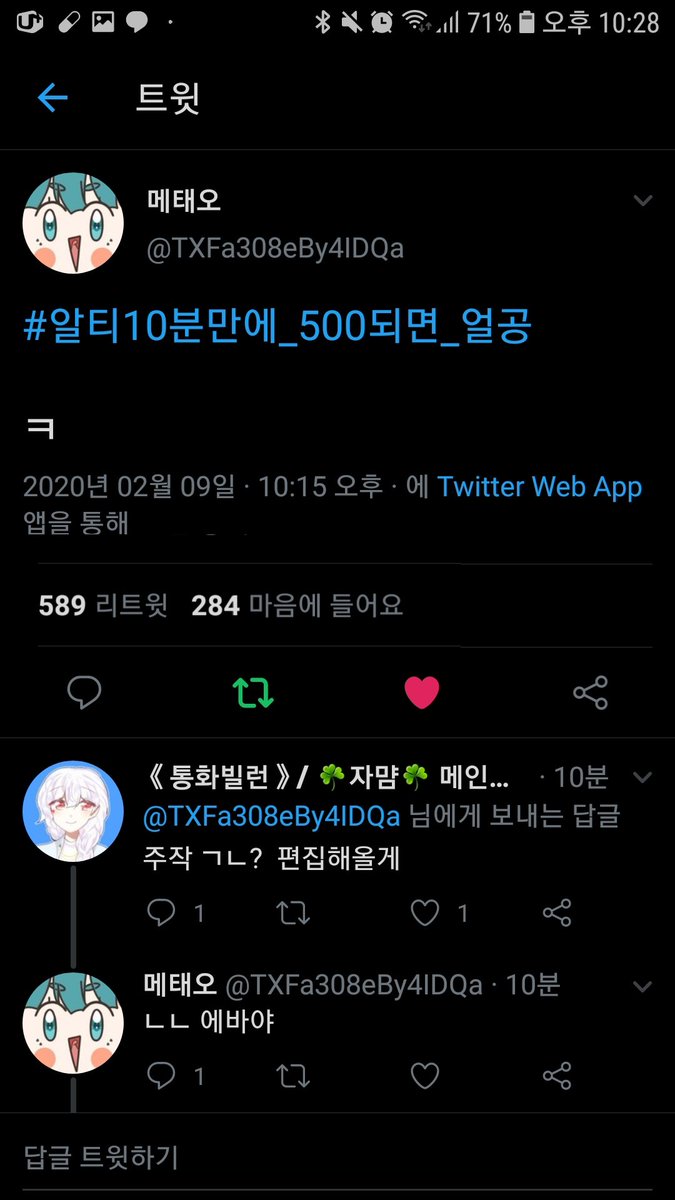 71% 오후 10:28
트윗
메태오
@TXFa308eBy4IDQa
#알티10분만에_500되면_얼공
ㅋ
2020년 02월 09일 · 10:15 오후 · 에 Twitter Web App
앱을 통해
589 리트윗 284 마음에 들어요
《 통화빌런 》/ ☘자먐☘ 메인... · 10분
@TXFa308eBy4IDQa 님에게 보내는 답글
주작 ㄱㄴ? 편집해올게
1 1
메태오 @TXFa308eBy4IDQa · 10분
ㄴㄴ 에바야
1
답글 트윗하기